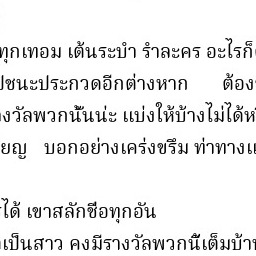 ทุกเทอม เต้นระบำ รำละคร อะไรก็
ปชนะประกวดอีกต่างหาก ต้อง
งวัลพวกนั้นน่ะ แบ่งให้บ้างไม่ได้ห
ยญ บอกอย่างเคร่งขรึม ท่าทาง
ได้ เขาสลักชื่อทุกอัน
เป็นสาว คงมีรางวัลพวกนี้เต็มบ้า